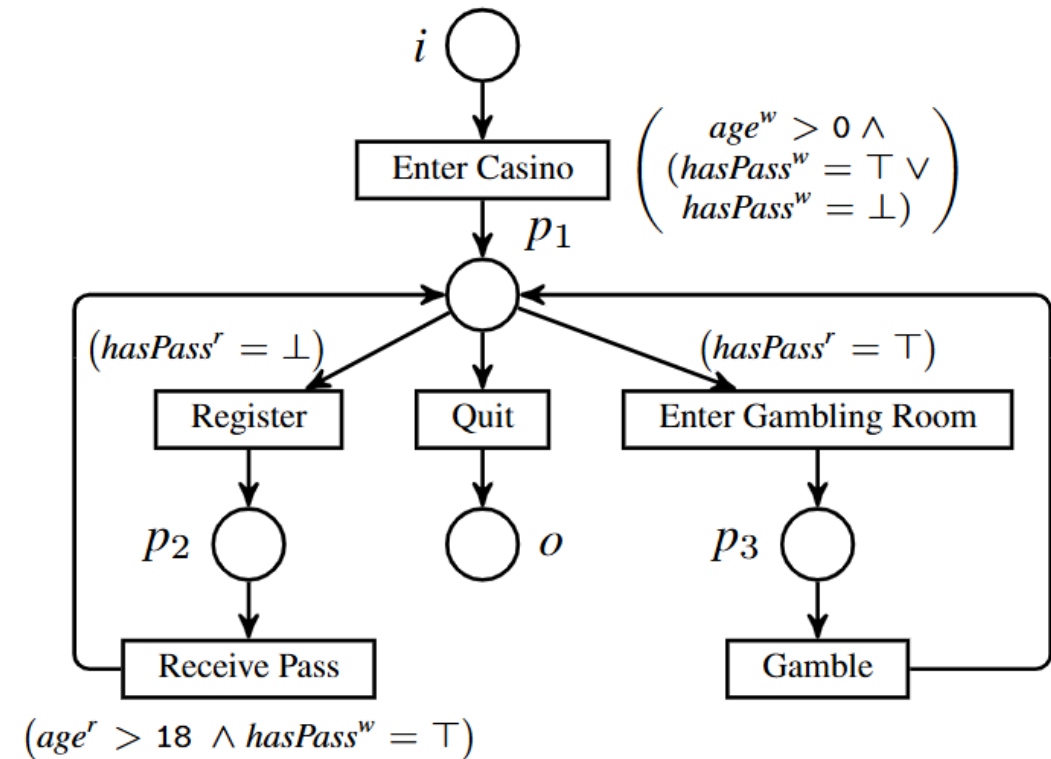 i
Enter Casino
age^w > 0 ∧
(hasPass^w = ⊤ ∨
hasPass^w = ⊥)
p₁
(hasPass^r = ⊥)
(hasPass^r = ⊤)
Register
Quit
Enter Gambling Room
p₂
o
p₃
Receive Pass
Gamble
(age^r > 18 ∧ hasPass^w = ⊤)